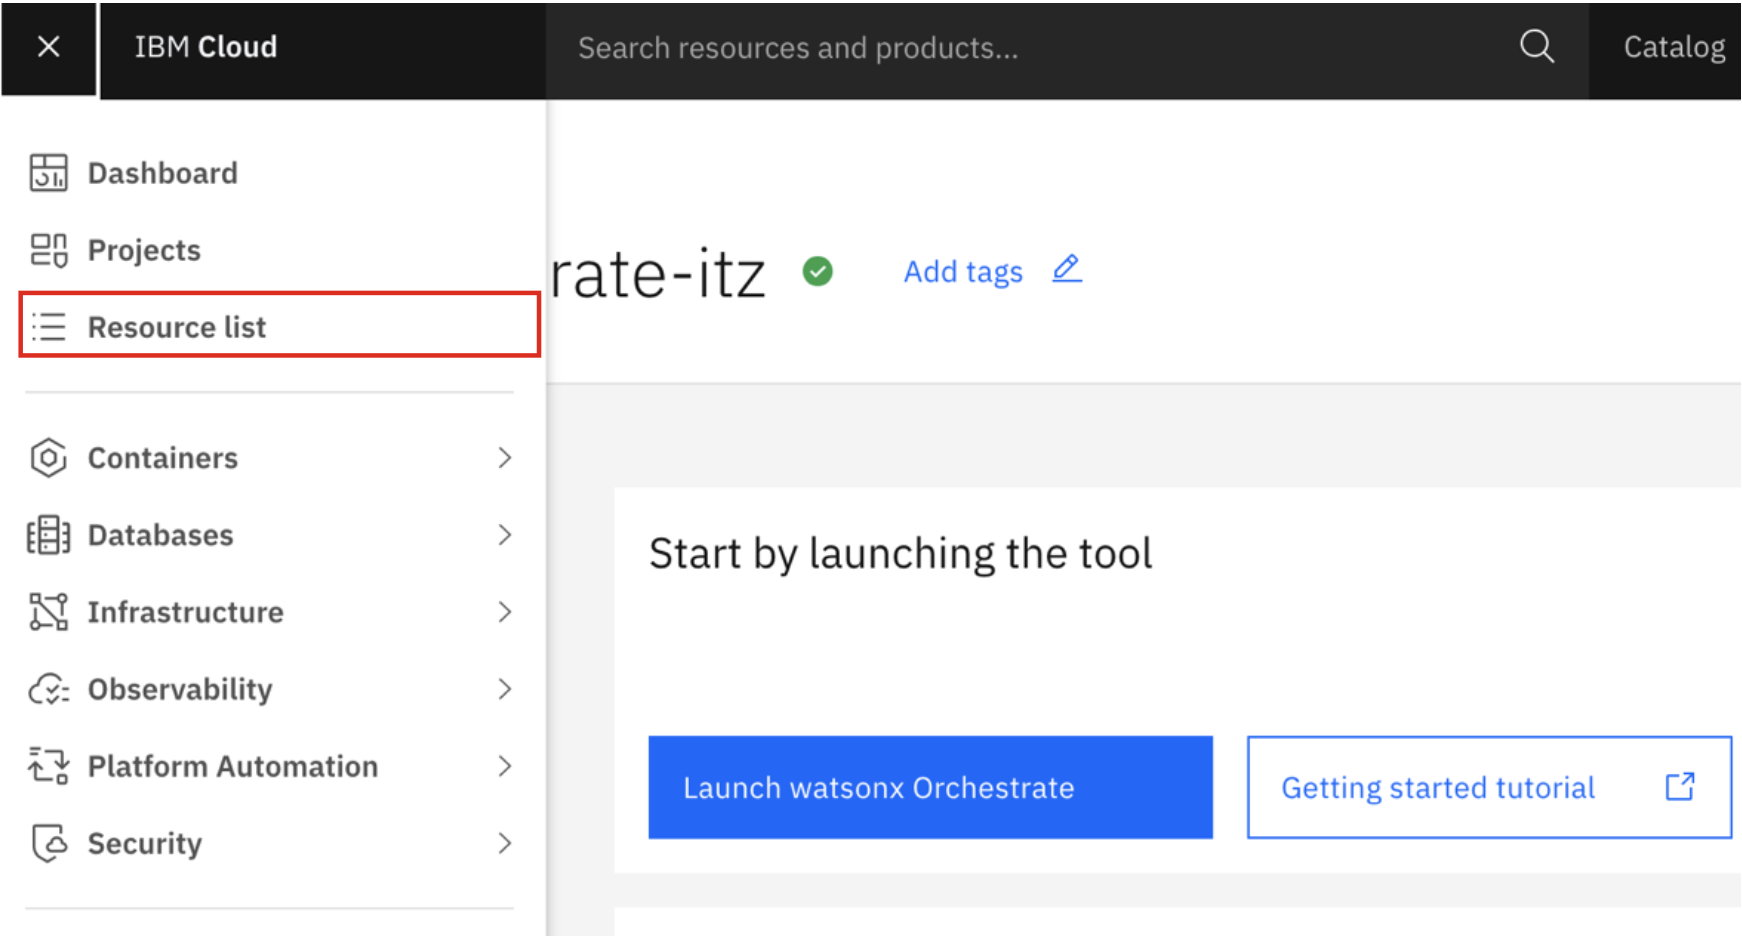 IBM Cloud
Search resources and products...
Catalog
Dashboard
Projects
Resource list
Containers
Databases
Infrastructure
Observability
Platform Automation
Security
rate-itz
Add tags
Start by launching the tool
Launch watsonx Orchestrate
Getting started tutorial